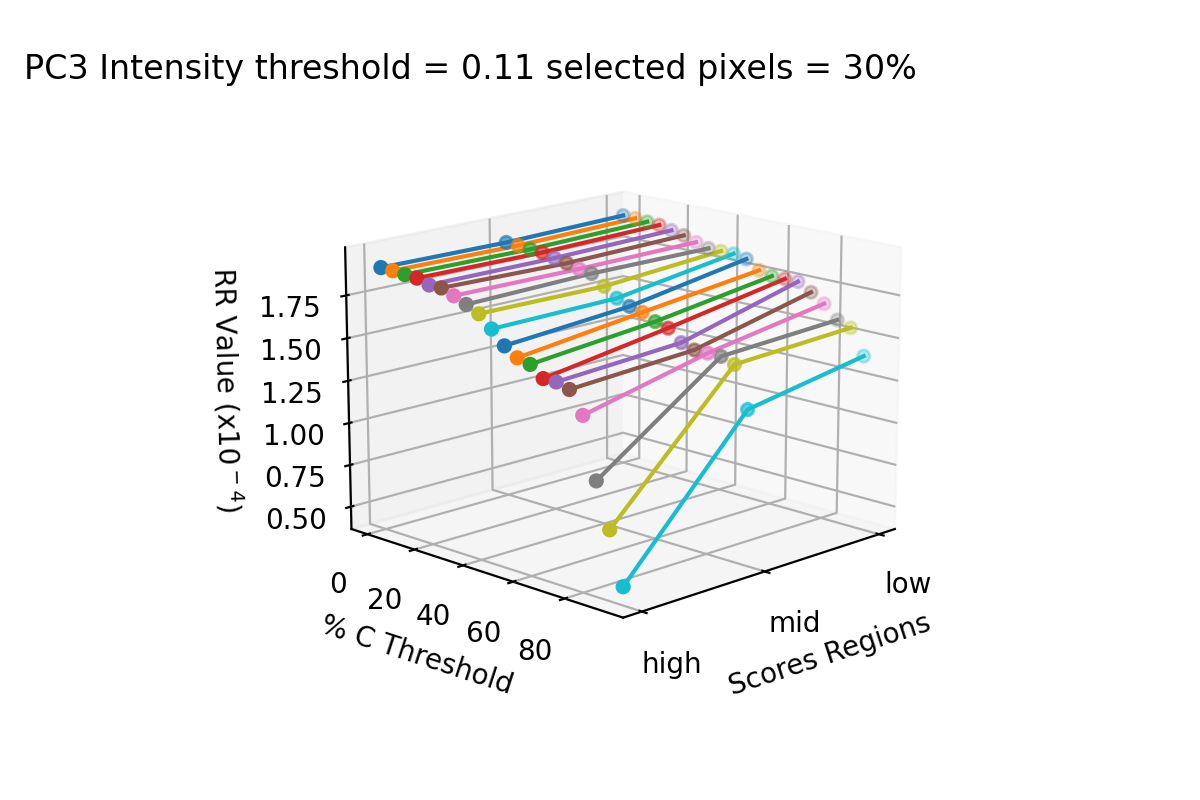 PC3 Intensity threshold = 0.11 selected pixels = 30%
RR Value (x10⁻⁴)
1.75
1.50
1.25
1.00
0.75
0.50
0
20
40
60
80
% C Threshold
high
mid
low
Scores Regions